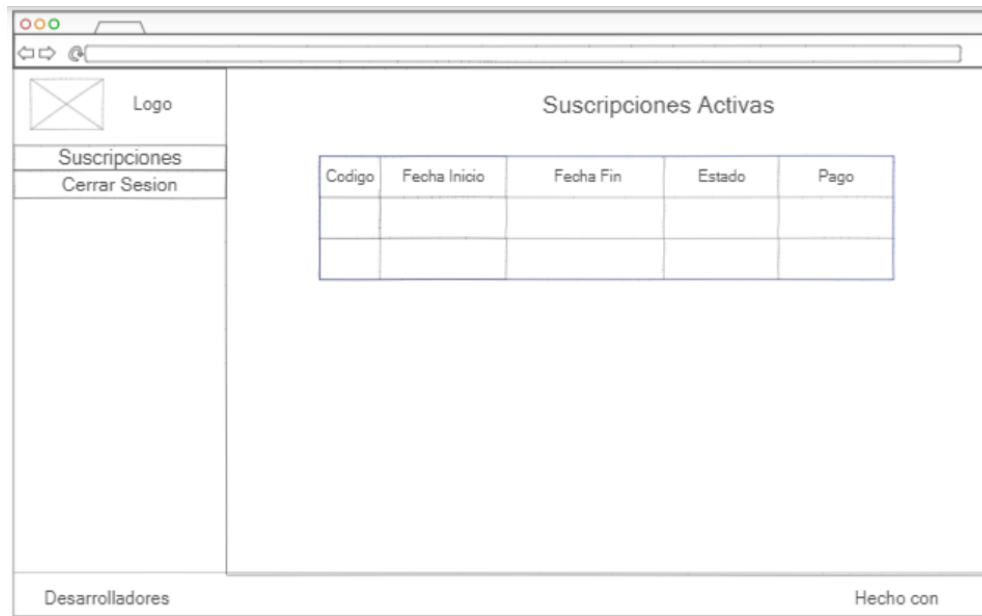 Logo
Suscripciones
Cerrar Sesion
Suscripciones Activas
Codigo Fecha Inicio Fecha Fin Estado Pago
Desarrolladores Hecho con